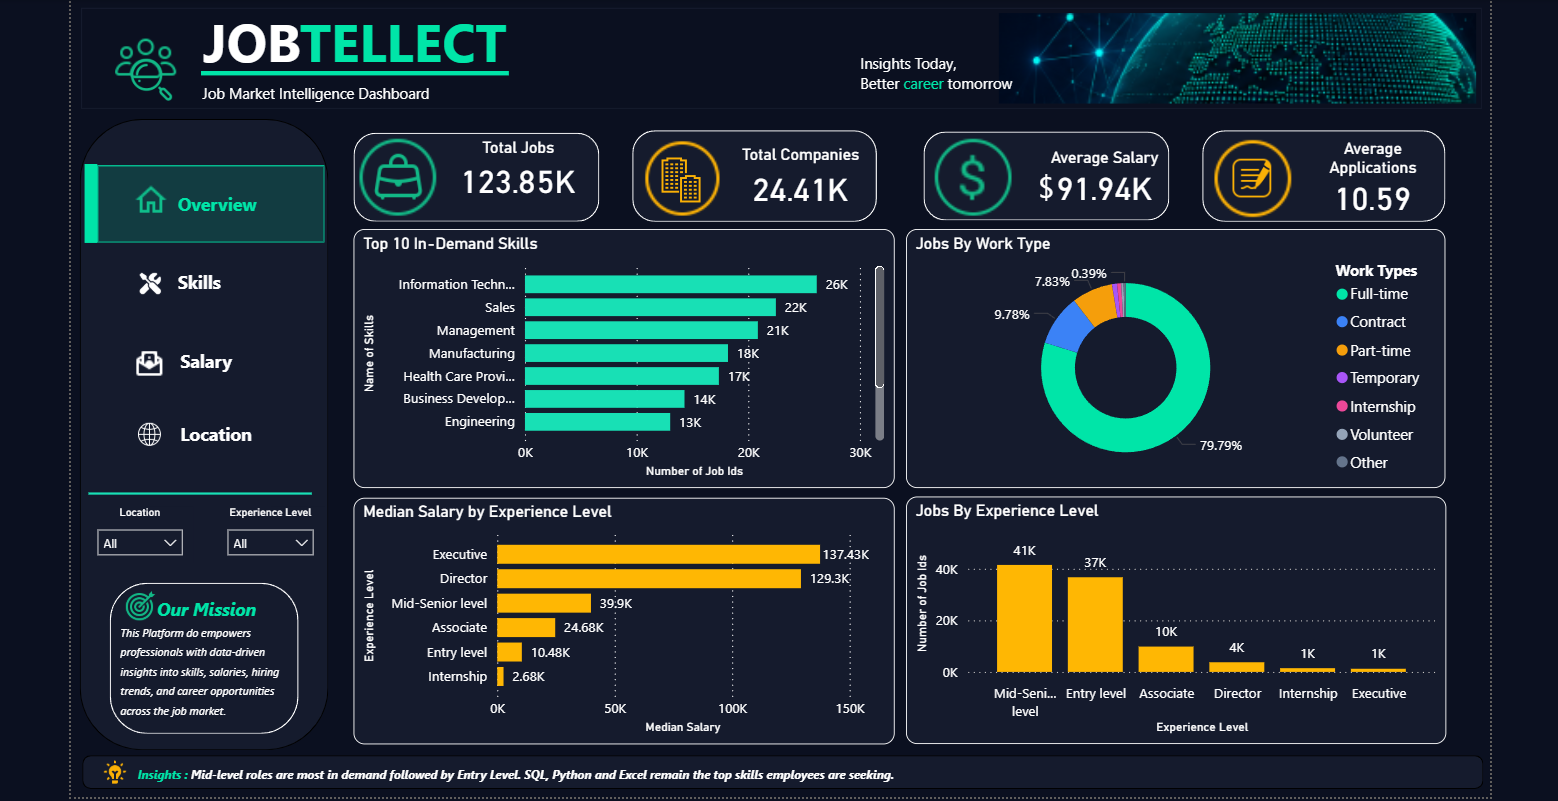 JOBTELLECT
Job Market Intelligence Dashboard
Insights Today,
Better career tomorrow
Overview
Skills
Salary
Location
Location
Experience Level
All
All
Our Mission
This Platform do empowers
professionals with data-driven
insights into skills, salaries, hiring
trends, and career opportunities
across the job market.
Total Jobs
123.85K
Total Companies
24.41K
Average Salary
$91.94K
Average
Applications
10.59
Top 10 In-Demand Skills
Name of Skills
Information Techn...
26K
Sales
22K
Management
21K
Manufacturing
18K
Health Care Provi...
17K
Business Develop...
14K
Engineering
13K
0K
10K
20K
30K
Number of Job Ids
Jobs By Work Type
7.83%
0.39%
9.78%
79.79%
Work Types
Full-time
Contract
Part-time
Temporary
Internship
Volunteer
Other
Median Salary by Experience Level
Experience Level
Executive
137.43K
Director
129.3K
Mid-Senior level
39.9K
Associate
24.68K
Entry level
10.48K
Internship
2.68K
0K
50K
100K
150K
Median Salary
Jobs By Experience Level
Number of Job Ids
40K
20K
0K
41K
37K
10K
4K
1K
1K
Mid-Seni...
level
Entry level
Associate
Director
Internship
Executive
Experience Level
Insights : Mid-level roles are most in demand followed by Entry Level. SQL, Python and Excel remain the top skills employees are seeking.